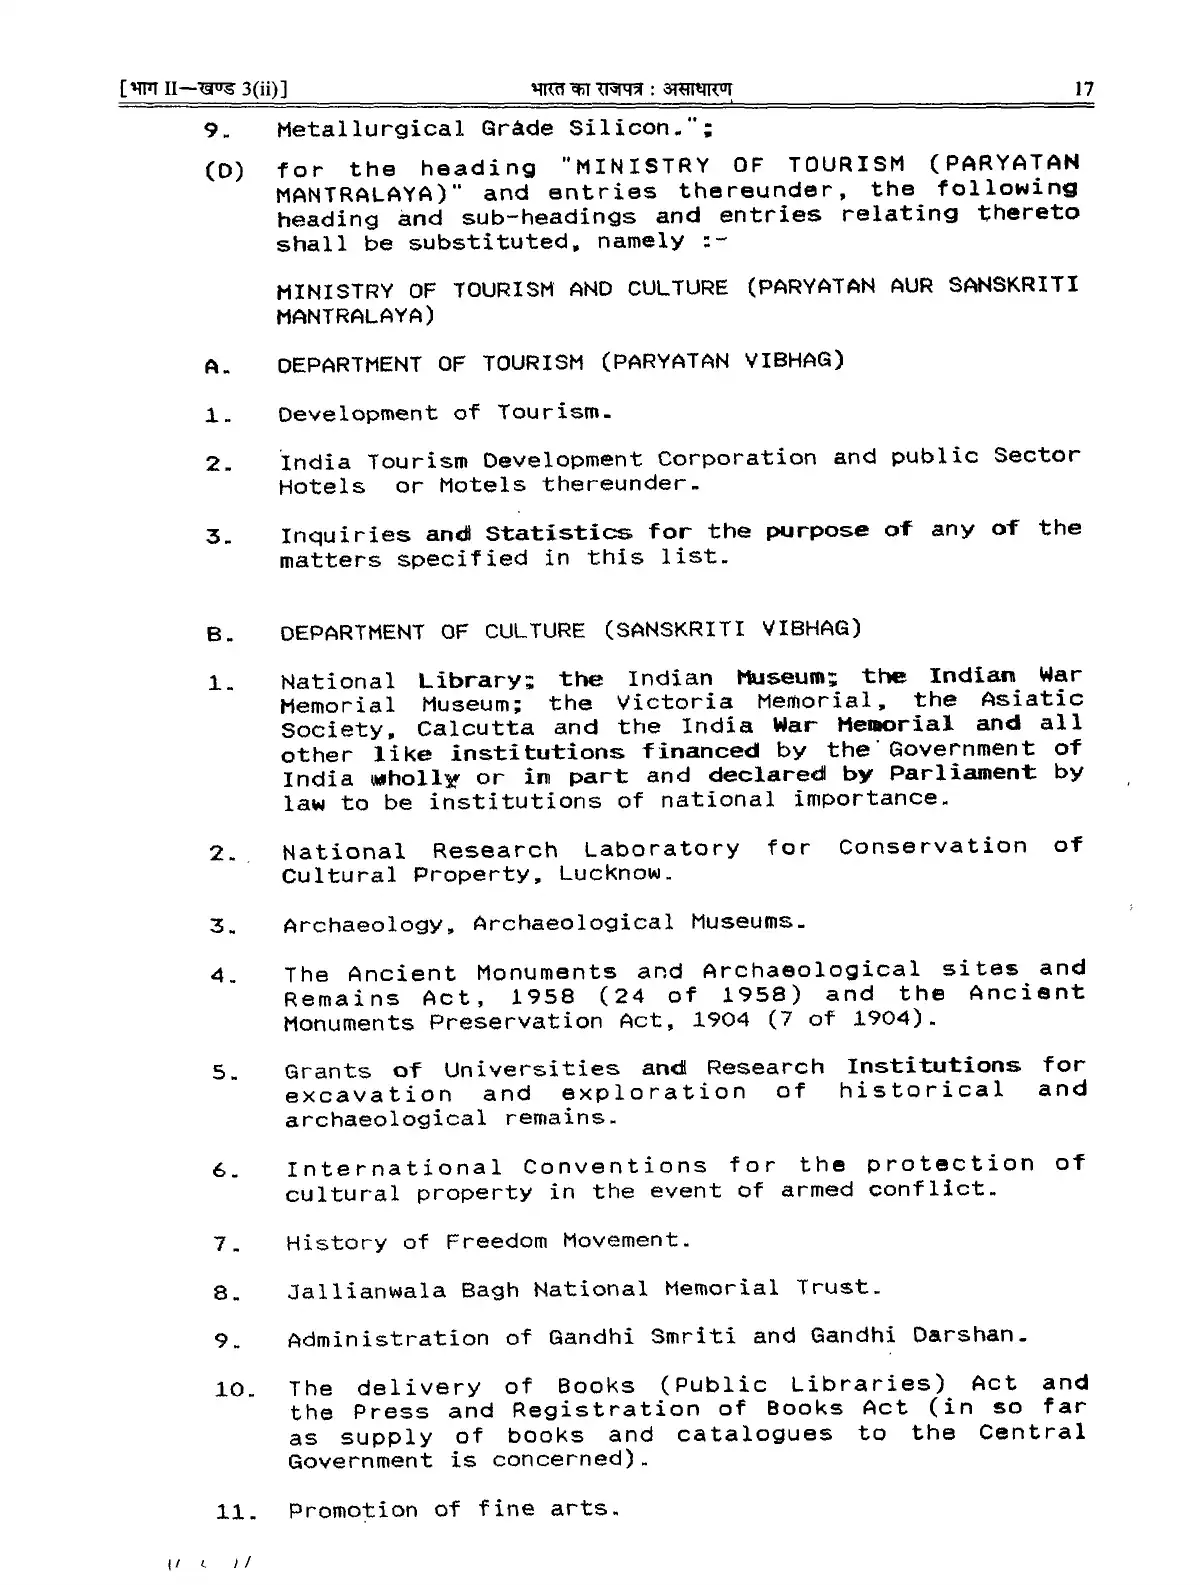 [भाग II—खण्ड 3(ii)] भारत का राजपत्र : असाधारण 17
9. Metallurgical Grade Silicon.";
(D) for the heading "MINISTRY OF TOURISM (PARYATAN
MANTRALAYA)" and entries thereunder, the following
heading and sub-headings and entries relating thereto
shall be substituted, namely :-
MINISTRY OF TOURISM AND CULTURE (PARYATAN AUR SANSKRITI
MANTRALAYA)
A. DEPARTMENT OF TOURISM (PARYATAN VIBHAG)
1. Development of Tourism.
2. India Tourism Development Corporation and public Sector
Hotels or Motels thereunder.
3. Inquiries and Statistics for the purpose of any of the
matters specified in this list.
B. DEPARTMENT OF CULTURE (SANSKRITI VIBHAG)
1. National Library; the Indian Museum; the Indian War
Memorial Museum; the Victoria Memorial, the Asiatic
Society, Calcutta and the India War Memorial and all
other like institutions financed by the Government of
India wholly or in part and declared by Parliament by
law to be institutions of national importance.
2. National Research Laboratory for Conservation of
Cultural Property, Lucknow.
3. Archaeology, Archaeological Museums.
4. The Ancient Monuments and Archaeological sites and
Remains Act, 1958 (24 of 1958) and the Ancient
Monuments Preservation Act, 1904 (7 of 1904).
5. Grants of Universities and Research Institutions for
excavation and exploration of historical and
archaeological remains.
6. International Conventions for the protection of
cultural property in the event of armed conflict.
7. History of Freedom Movement.
8. Jallianwala Bagh National Memorial Trust.
9. Administration of Gandhi Smriti and Gandhi Darshan.
10. The delivery of Books (Public Libraries) Act and
the Press and Registration of Books Act (in so far
as supply of books and catalogues to the Central
Government is concerned).
11. Promotion of fine arts.